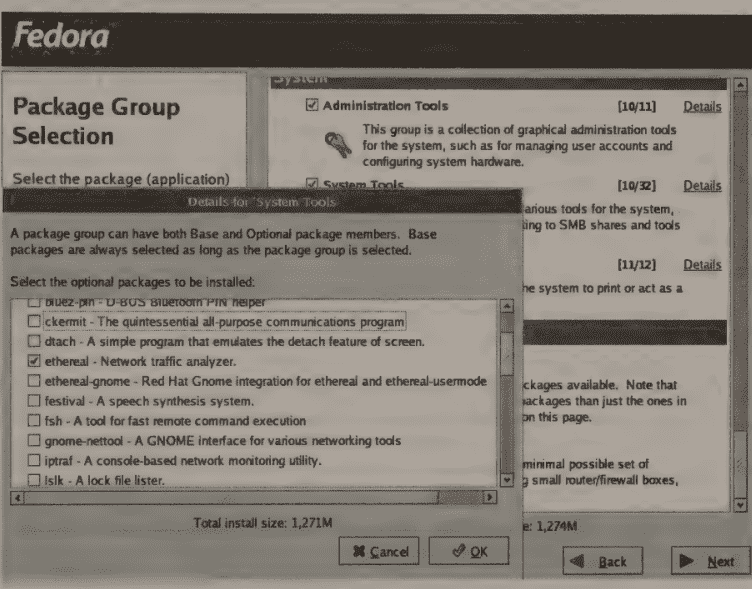 Fedora
Package Group
Selection
Select the package (application)
System
Administration Tools [10/11] Details
This group is a collection of graphical administration tools
for the system, such as for managing user accounts and
configuring system hardware.
System Tools [10/32] Details
arious tools for the system,
ing to SMB shares and tools
[11/12] Details
he system to print or act as a
ckages available. Note that
packages than just the ones in
on this page.
minimal possible set of
g small router/firewall boxes,
e: 1,274M
Back
Next
Details for 'System Tools
A package group can have both Base and Optional package members. Base
packages are always selected as long as the package group is selected.
Select the optional packages to be installed:
bluez-pin - D-BUS Bluetooth PIN helper
ckermit - The quintessential all-purpose communications program
dtach - A simple program that emulates the detach feature of screen.
ethereal - Network traffic analyzer.
ethereal-gnome - Red Hat Gnome integration for ethereal and ethereal-usermode
festival - A speech synthesis system.
fsh - A tool for fast remote command execution
gnome-nettool - A GNOME interface for various networking tools
iptraf - A console-based network monitoring utility.
lslk - A lock file lister.
Total install size: 1,271M
Cancel
OK